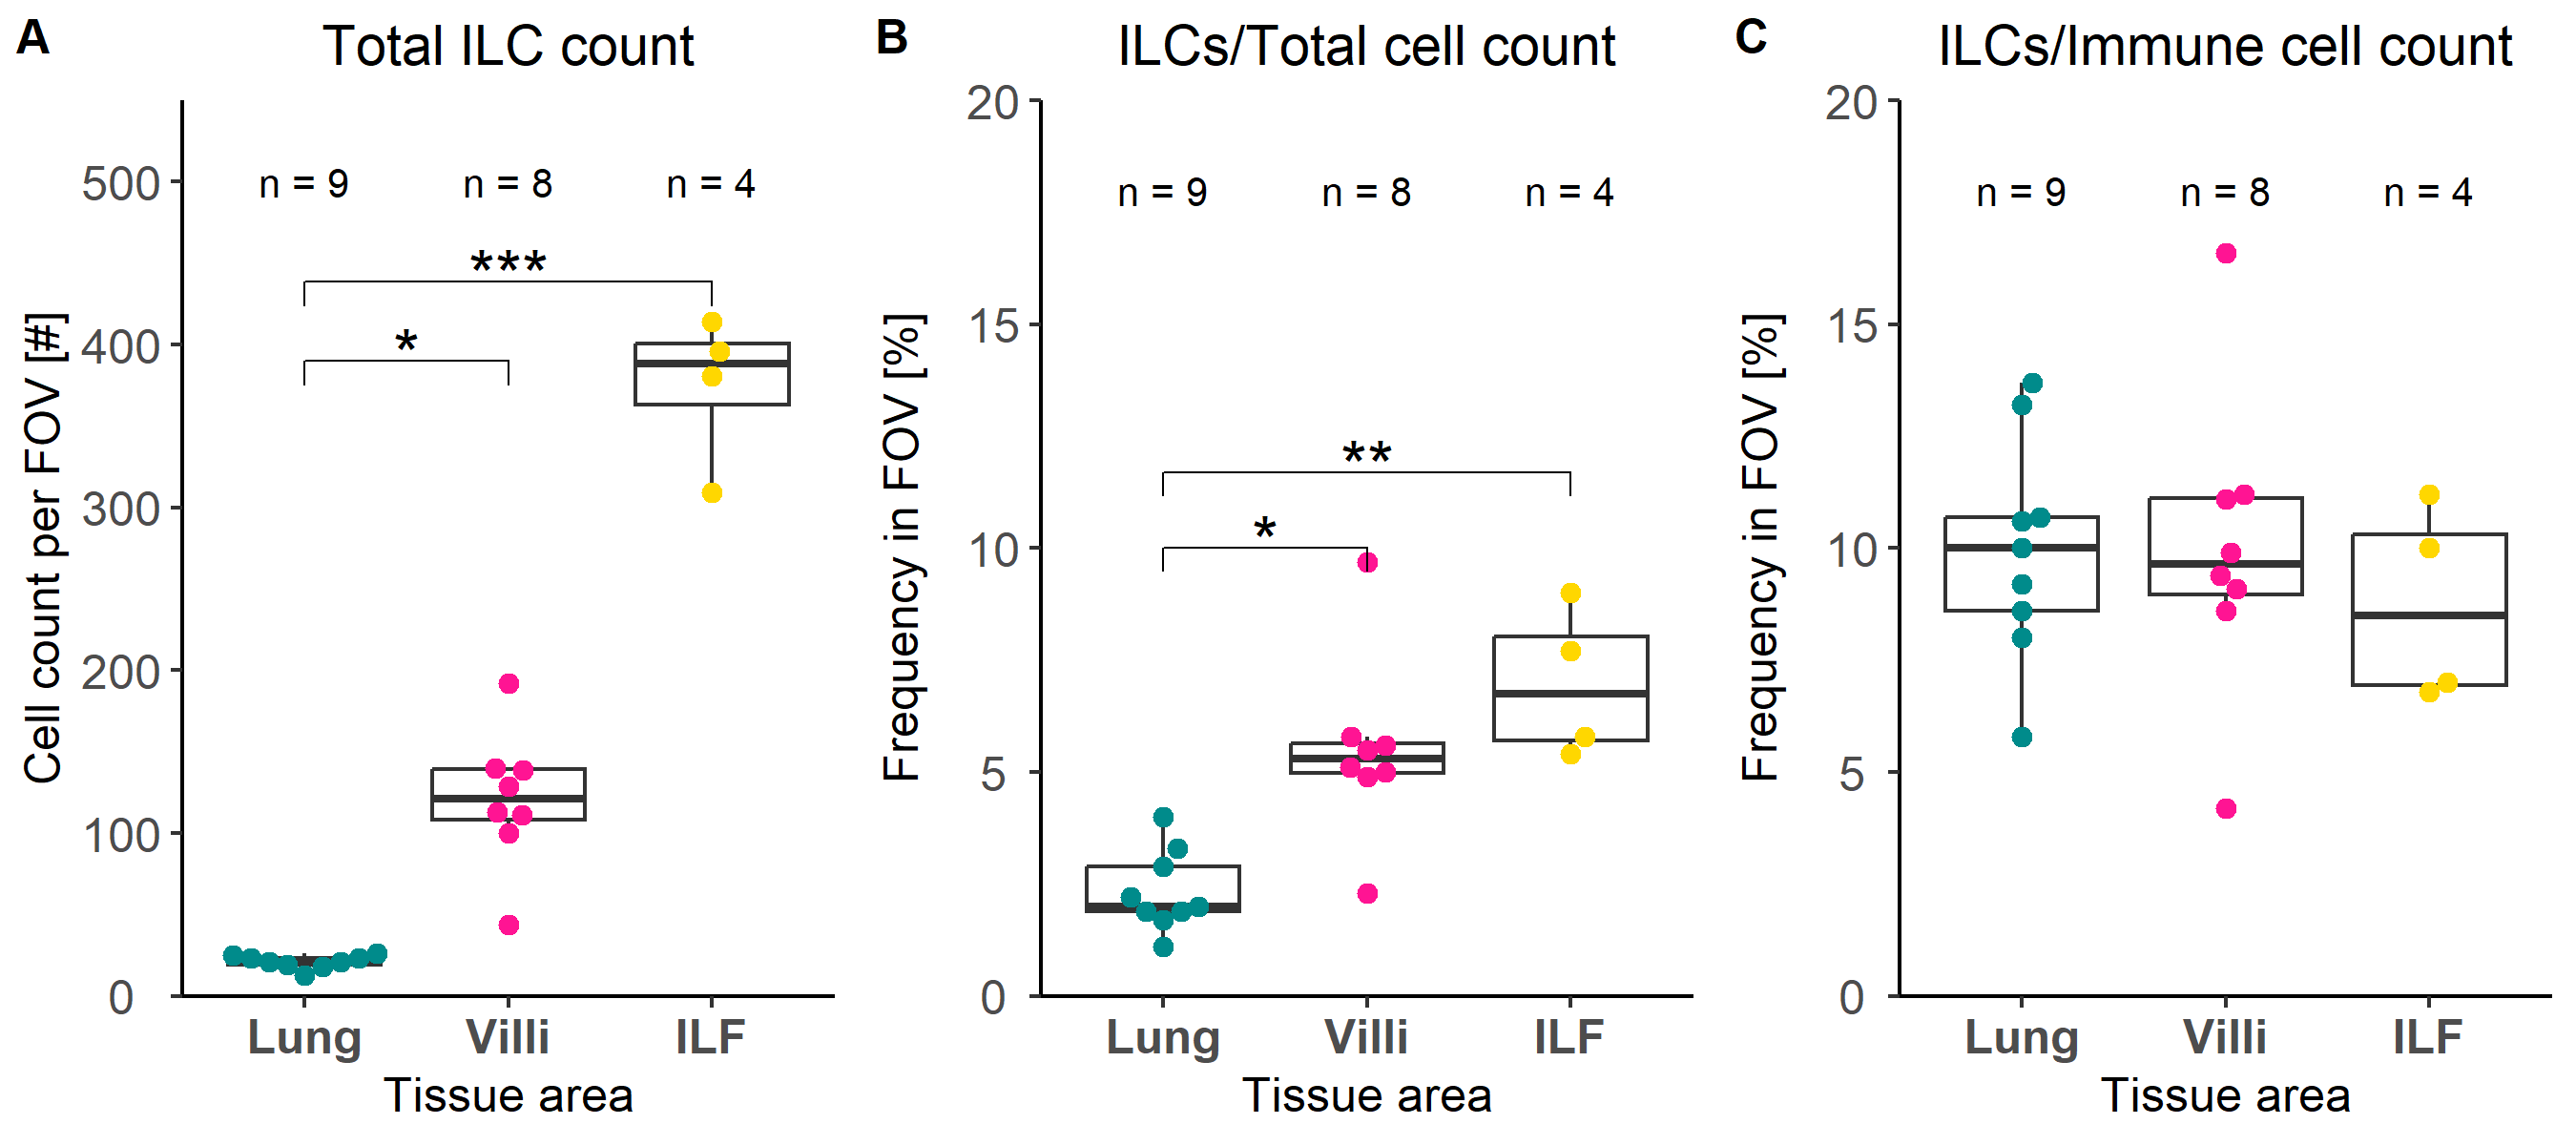 A Total ILC count
Cell count per FOV [#]
500
400
300
200
100
0
n = 9 n = 8 n = 4
***
*
Lung Villi ILF
Tissue area
B ILCs/Total cell count
Frequency in FOV [%]
20
15
10
5
0
n = 9 n = 8 n = 4
**
*
Lung Villi ILF
Tissue area
C ILCs/Immune cell count
Frequency in FOV [%]
20
15
10
5
0
n = 9 n = 8 n = 4
Lung Villi ILF
Tissue area